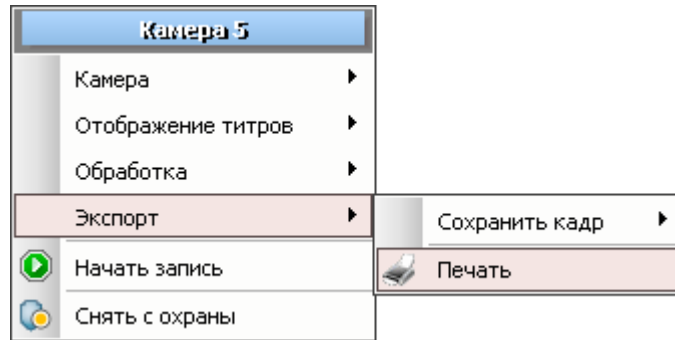 Камера 5
Камера
Отображение титров
Обработка
Экспорт
Сохранить кадр
Начать запись
Печать
Снять с охраны